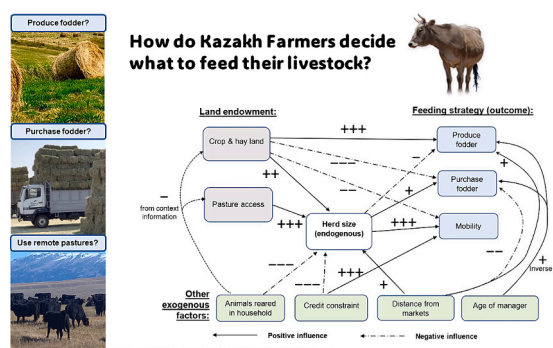 Produce fodder?
How do Kazakh Farmers decide
what to feed their livestock?
Land endowment:
Feeding strategy (outcome):
Crop & hay land
+++
Produce
fodder
−
+
−−−
Purchase fodder?
++
−−
+
Purchase
fodder
−
from context
information
Pasture access
+++
Herd size
(endogenous)
+++
Mobility
Use remote pastures?
−−−
−−−
+++
+
−−
+
Inverse
Other
exogenous
factors:
Animals reared
in household
Credit constraint
Distance from
markets
Age of manager
Positive influence
Negative influence